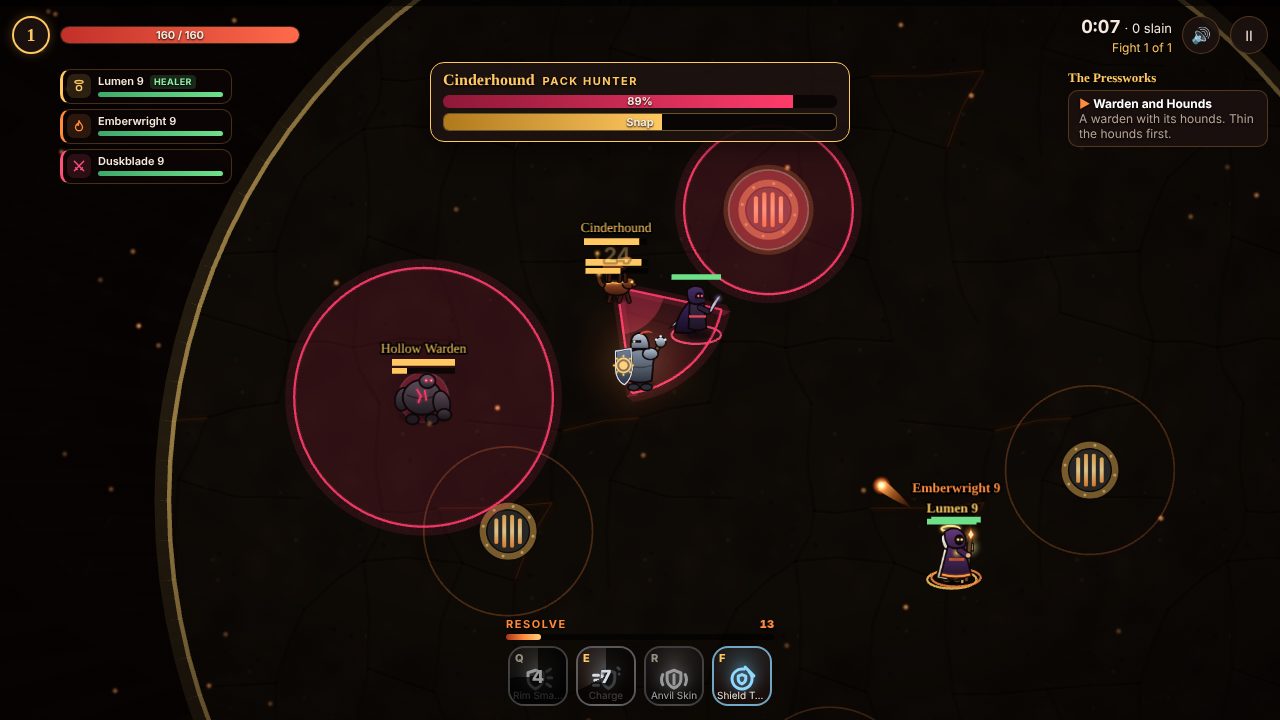 1
160 / 160
Lumen 9 HEALER
Emberwright 9
Duskblade 9
Cinderhound PACK HUNTER
89%
Snap
0:07 · 0 slain
Fight 1 of 1
The Pressworks
▶ Warden and Hounds
A warden with its hounds. Thin
the hounds first.
Cinderhound
24
Hollow Warden
Emberwright 9
Lumen 9
RESOLVE 13
Q 4 Rim Sma...
E 7 Charge
R Anvil Skin
F Shield T...